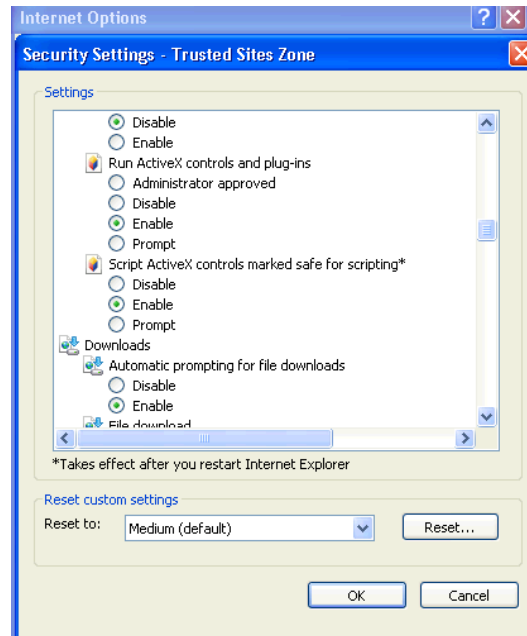 Internet Options
Security Settings - Trusted Sites Zone
Settings
Disable
Enable
Run ActiveX controls and plug-ins
Administrator approved
Disable
Enable
Prompt
Script ActiveX controls marked safe for scripting*
Disable
Enable
Prompt
Downloads
Automatic prompting for file downloads
Disable
Enable
File download
*Takes effect after you restart Internet Explorer
Reset custom settings
Reset to: Medium (default) Reset...
OK Cancel